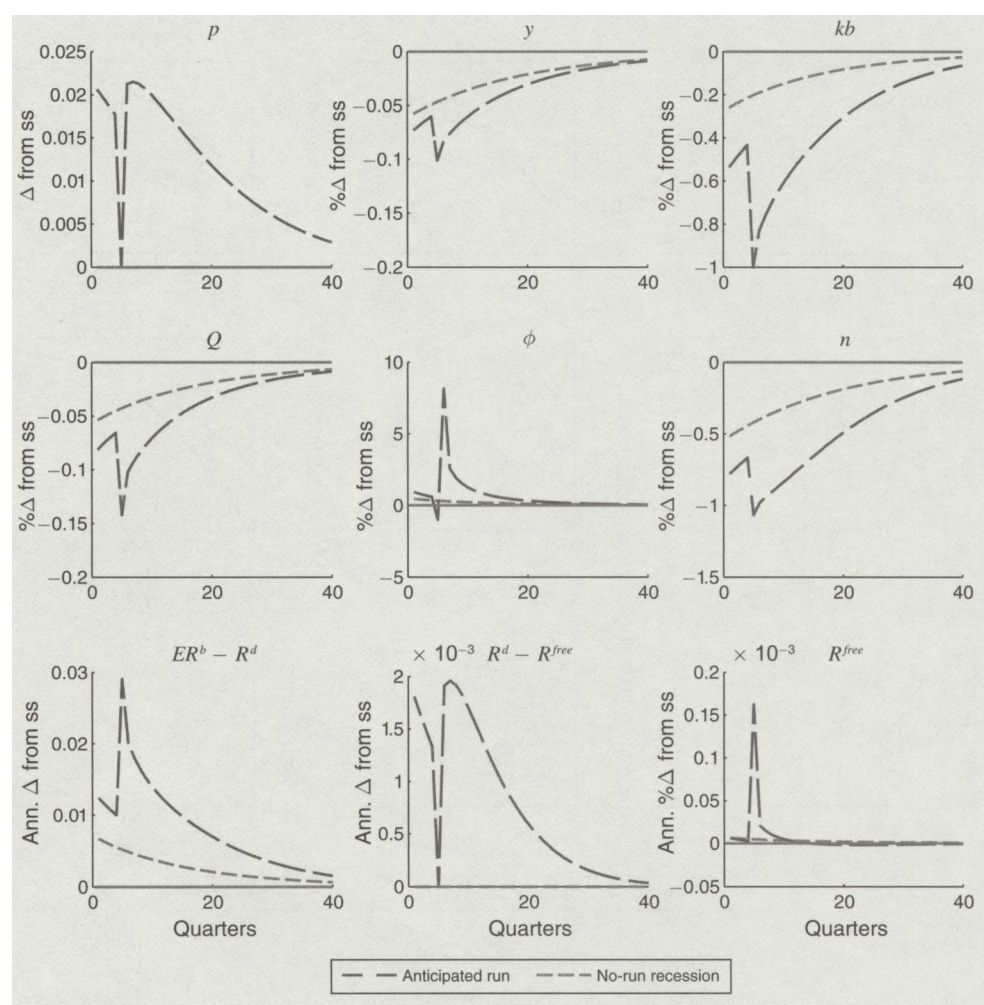 p
y
kb
Δ from ss
0.025
0.02
0.015
0.01
0.005
0
0 20 40
%Δ from ss
0
−0.05
−0.1
−0.15
−0.2
0 20 40
%Δ from ss
0
−0.2
−0.4
−0.6
−0.8
−1
0 20 40
Q
ϕ
n
%Δ from ss
0
−0.05
−0.1
−0.15
−0.2
0 20 40
%Δ from ss
10
5
0
−5
0 20 40
%Δ from ss
0
−0.5
−1
−1.5
0 20 40
ER^b − R^d
× 10^−3 R^d − R^free
× 10^−3 R^free
Ann. Δ from ss
0.03
0.02
0.01
0
0 20 40
Quarters
Ann. Δ from ss
2
1.5
1
0.5
0
0 20 40
Quarters
Ann. %Δ from ss
0.2
0.15
0.1
0.05
0
−0.05
0 20 40
Quarters
Anticipated run
No-run recession